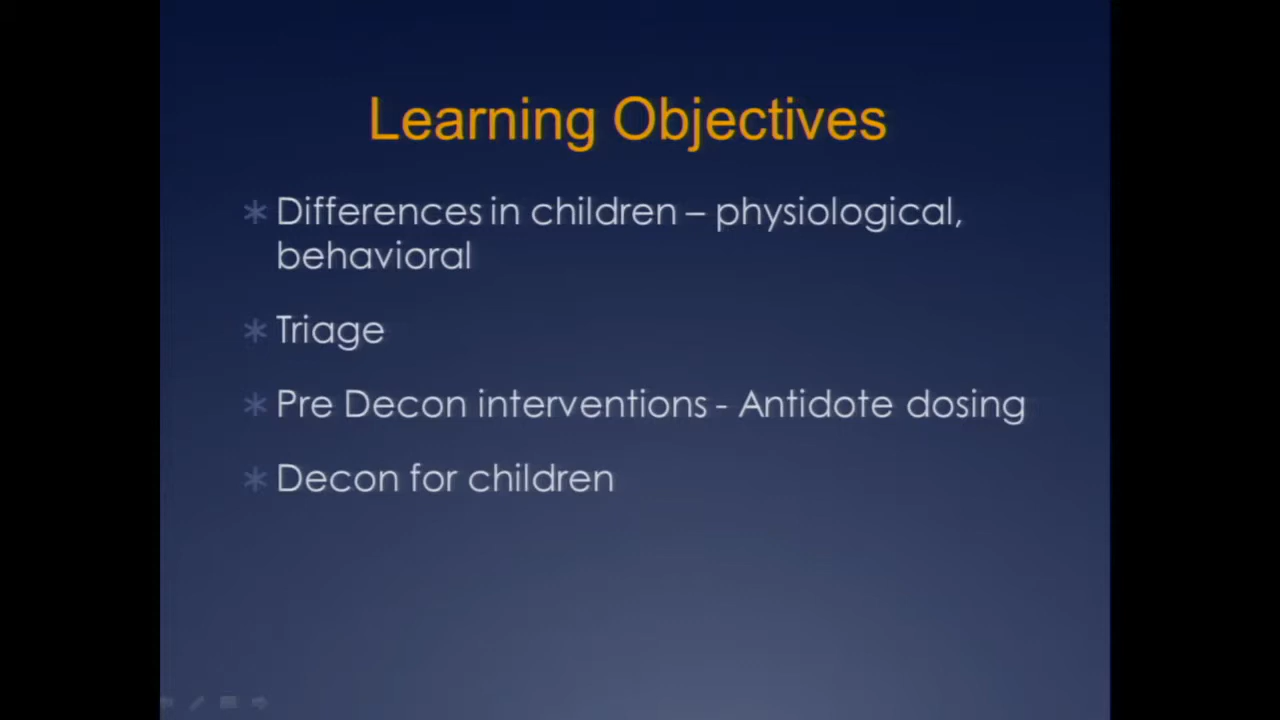 Learning Objectives
* Differences in children – physiological,
behavioral
* Triage
* Pre Decon interventions - Antidote dosing
* Decon for children